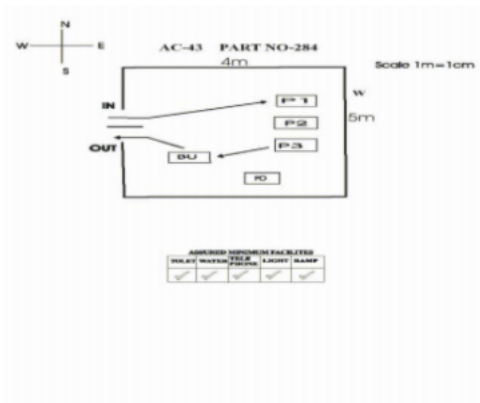 N
W E
S
AC-43 PART NO-284
4m
Scale 1m=1cm
IN
P1
W
P2
5m
OUT
P3
BU
PO
ASSURED MINIMUM FACILITES
TOILET WATER TELE PHONE LIGHT RAMP